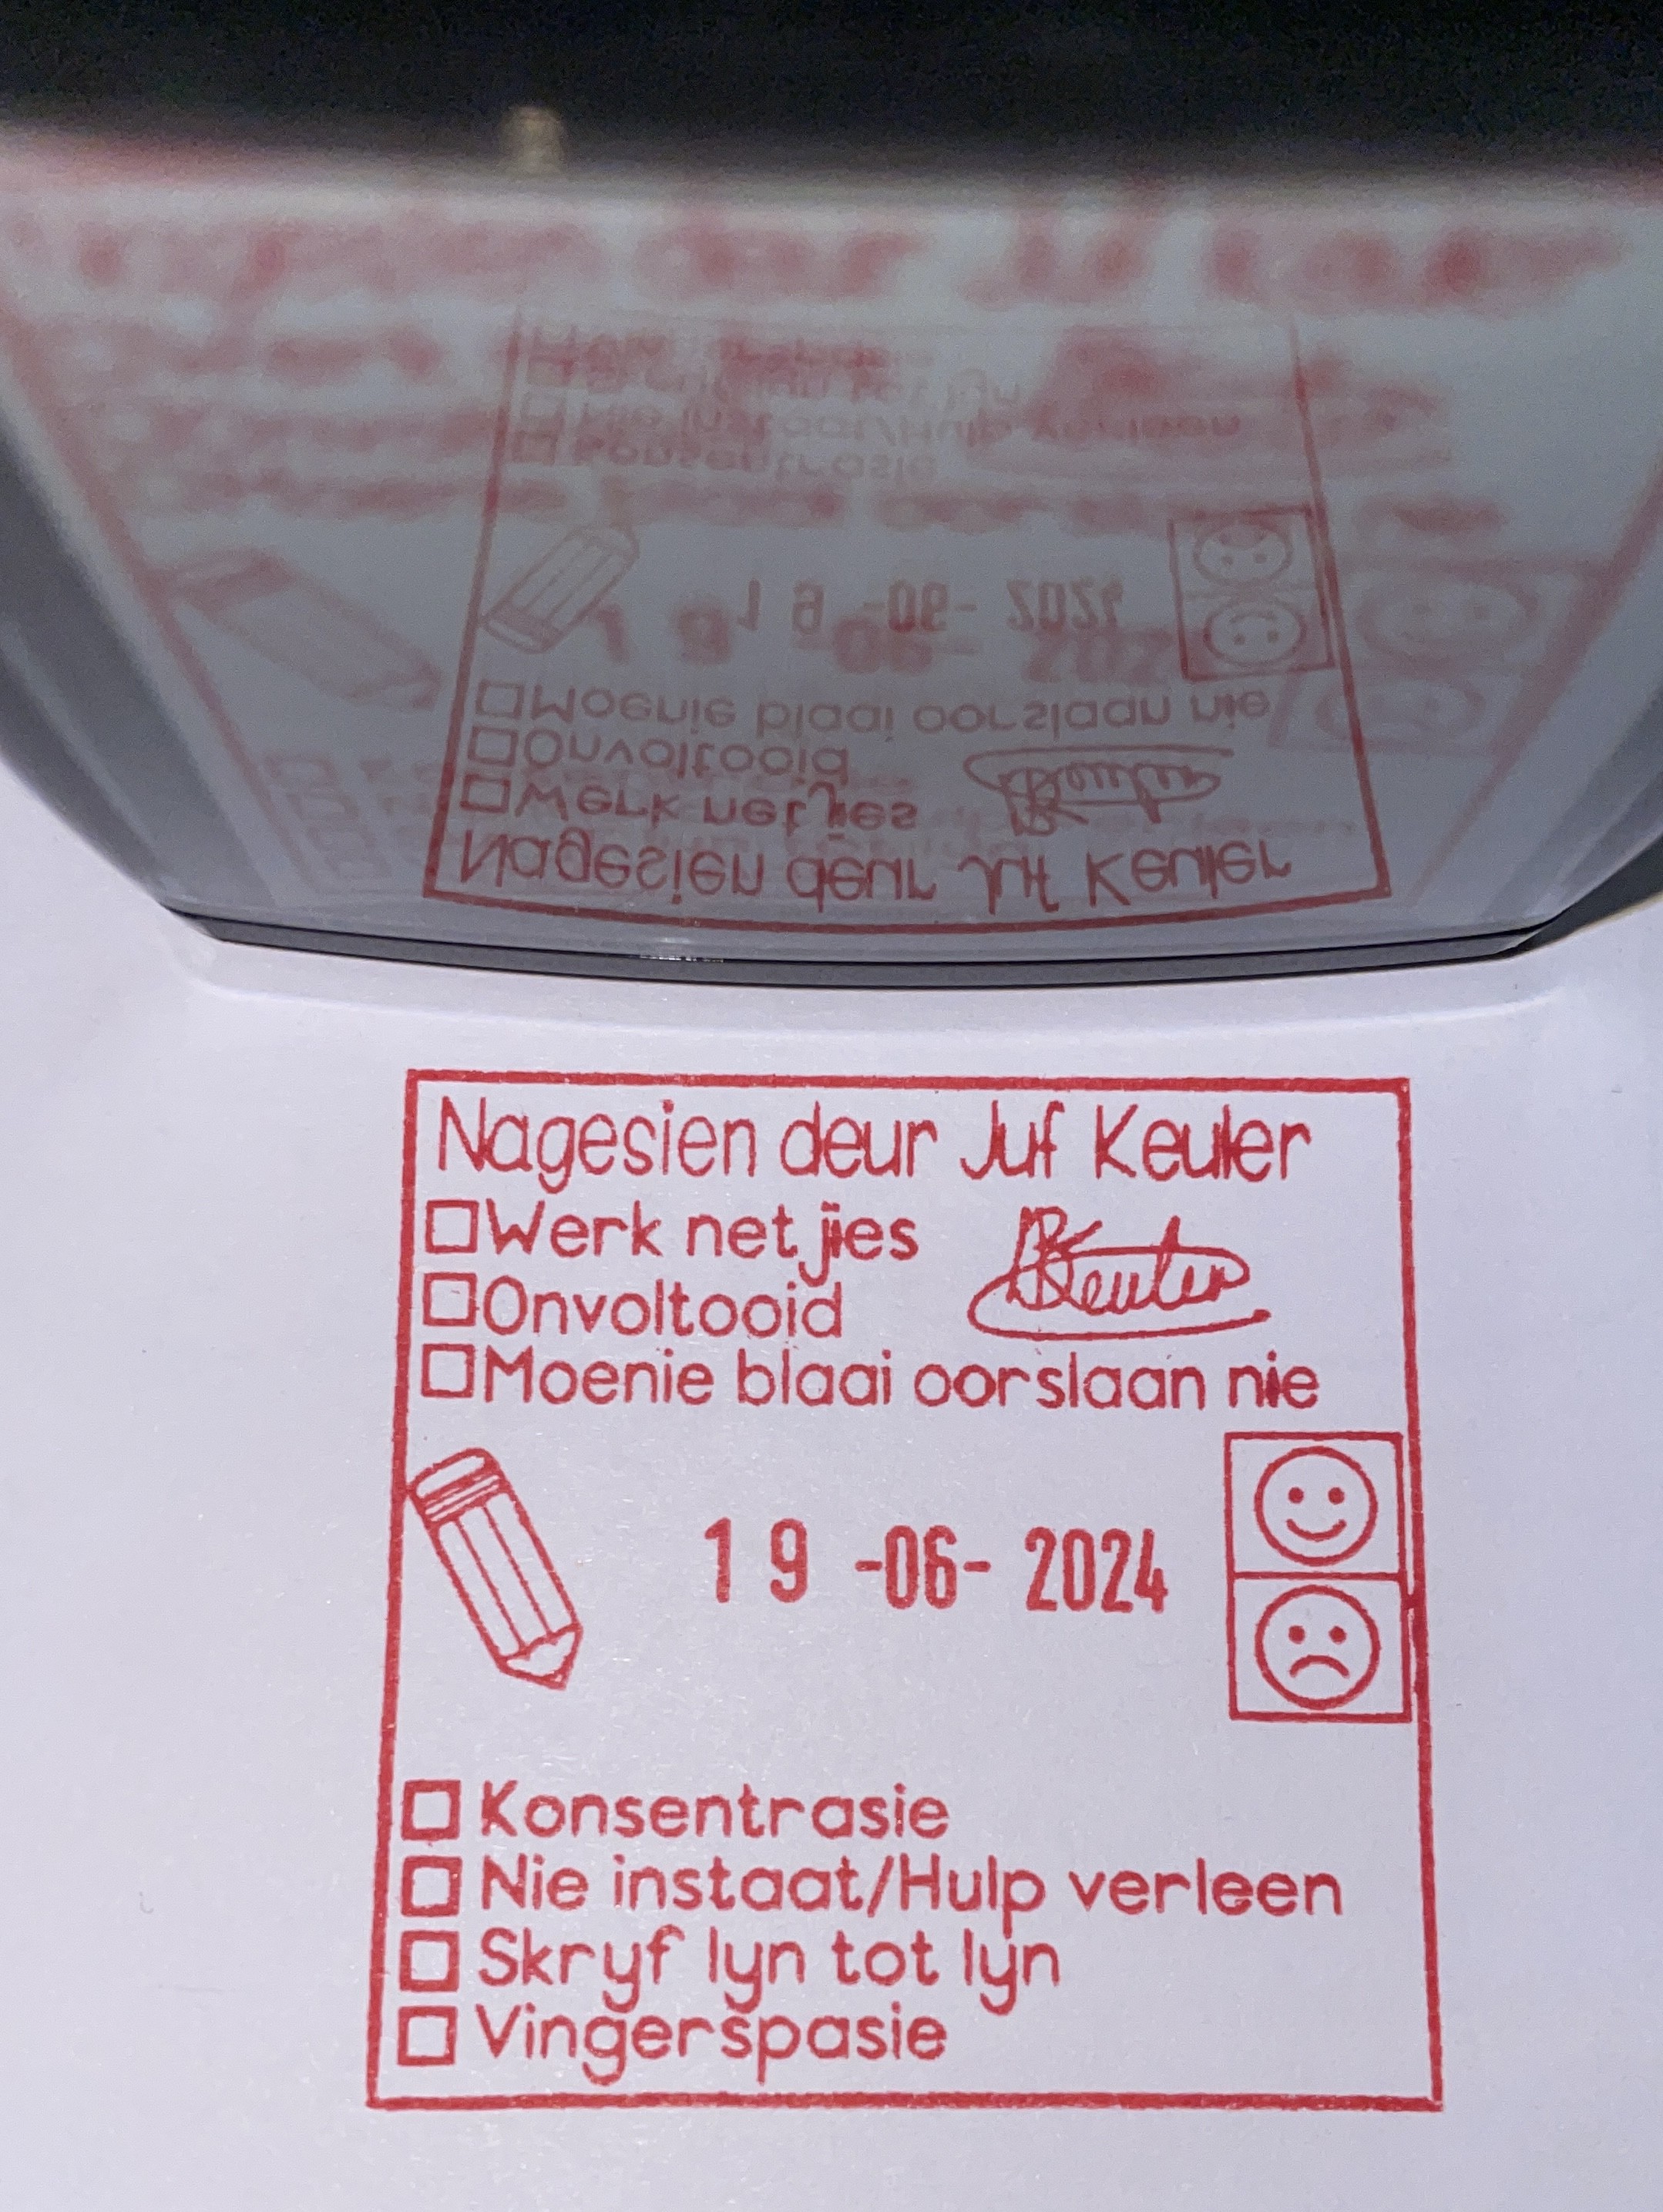 Nagesien deur Juf Keuler
Werk netjies
Onvoltooid
Moenie blaai oorslaan nie
19 -06- 2024
Konsentrasie
Nie instaat/Hulp verleen
Skryf lyn tot lyn
Vingerspasie